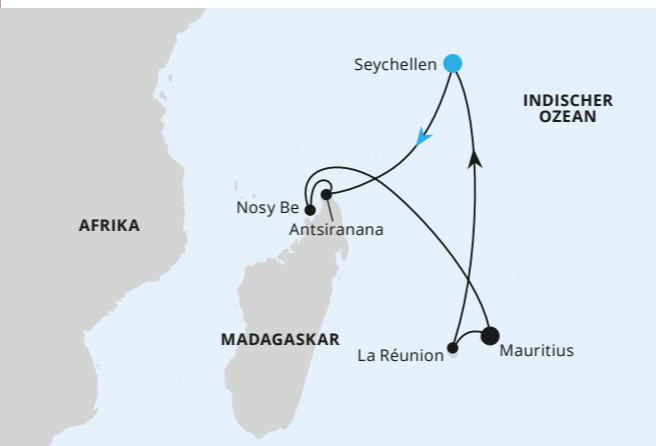 Seychellen
INDISCHER
OZEAN
Nosy Be
AFRIKA
Antsiranana
MADAGASKAR
La Réunion
Mauritius